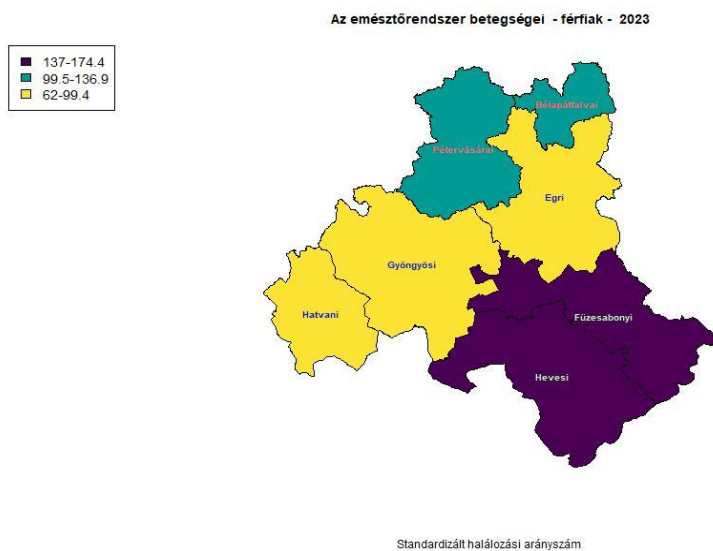 Az emésztőrendszer betegségei - férfiak - 2023
137-174.4
99.5-136.9
62-99.4
Bélapátfalvai
Pétervásárai
Egri
Gyöngyösi
Hatvani
Füzesabonyi
Hevesi
Standardizált halálozási arányszám